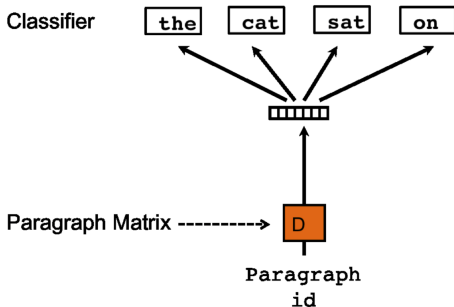 Classifier the cat sat on
Paragraph Matrix D
Paragraph
id